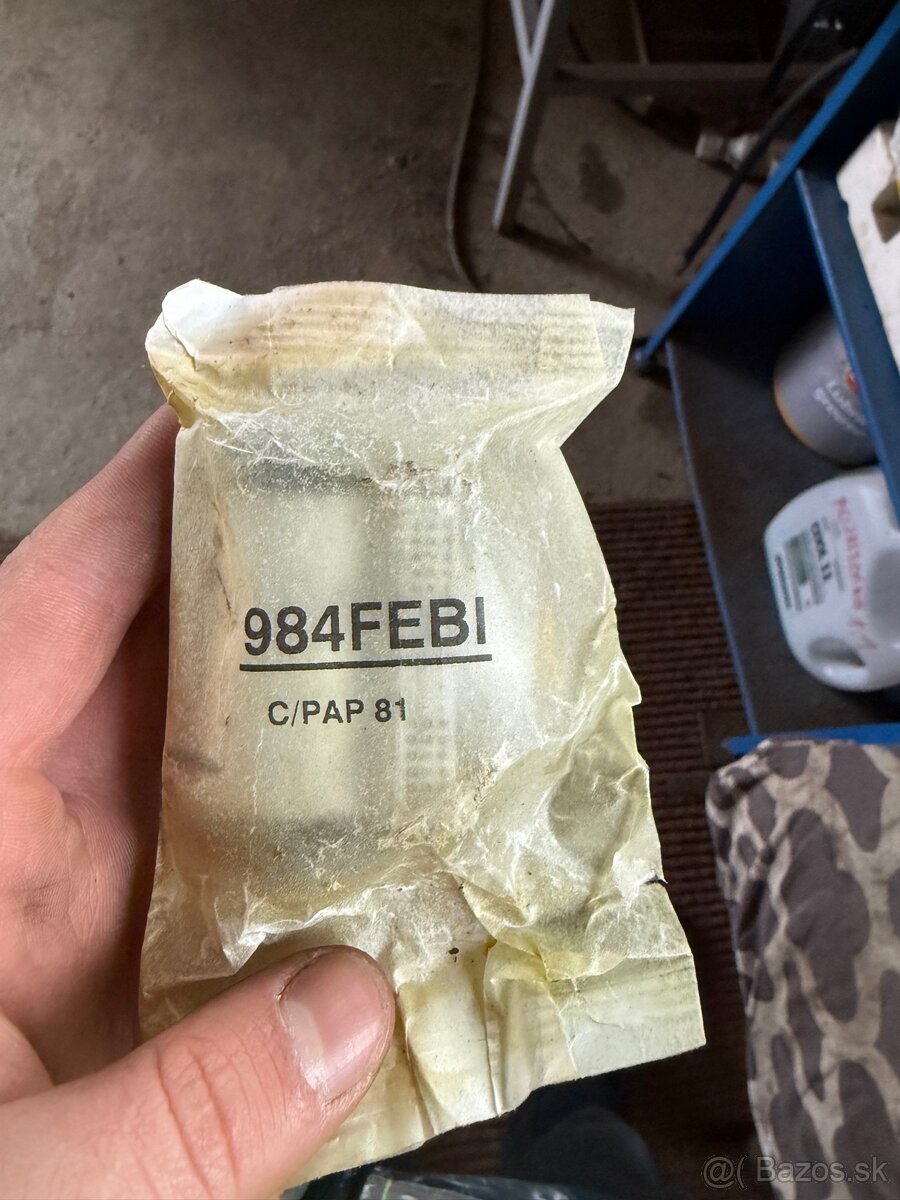 984FEBI
C/PAP 81
@( Bazos.sk